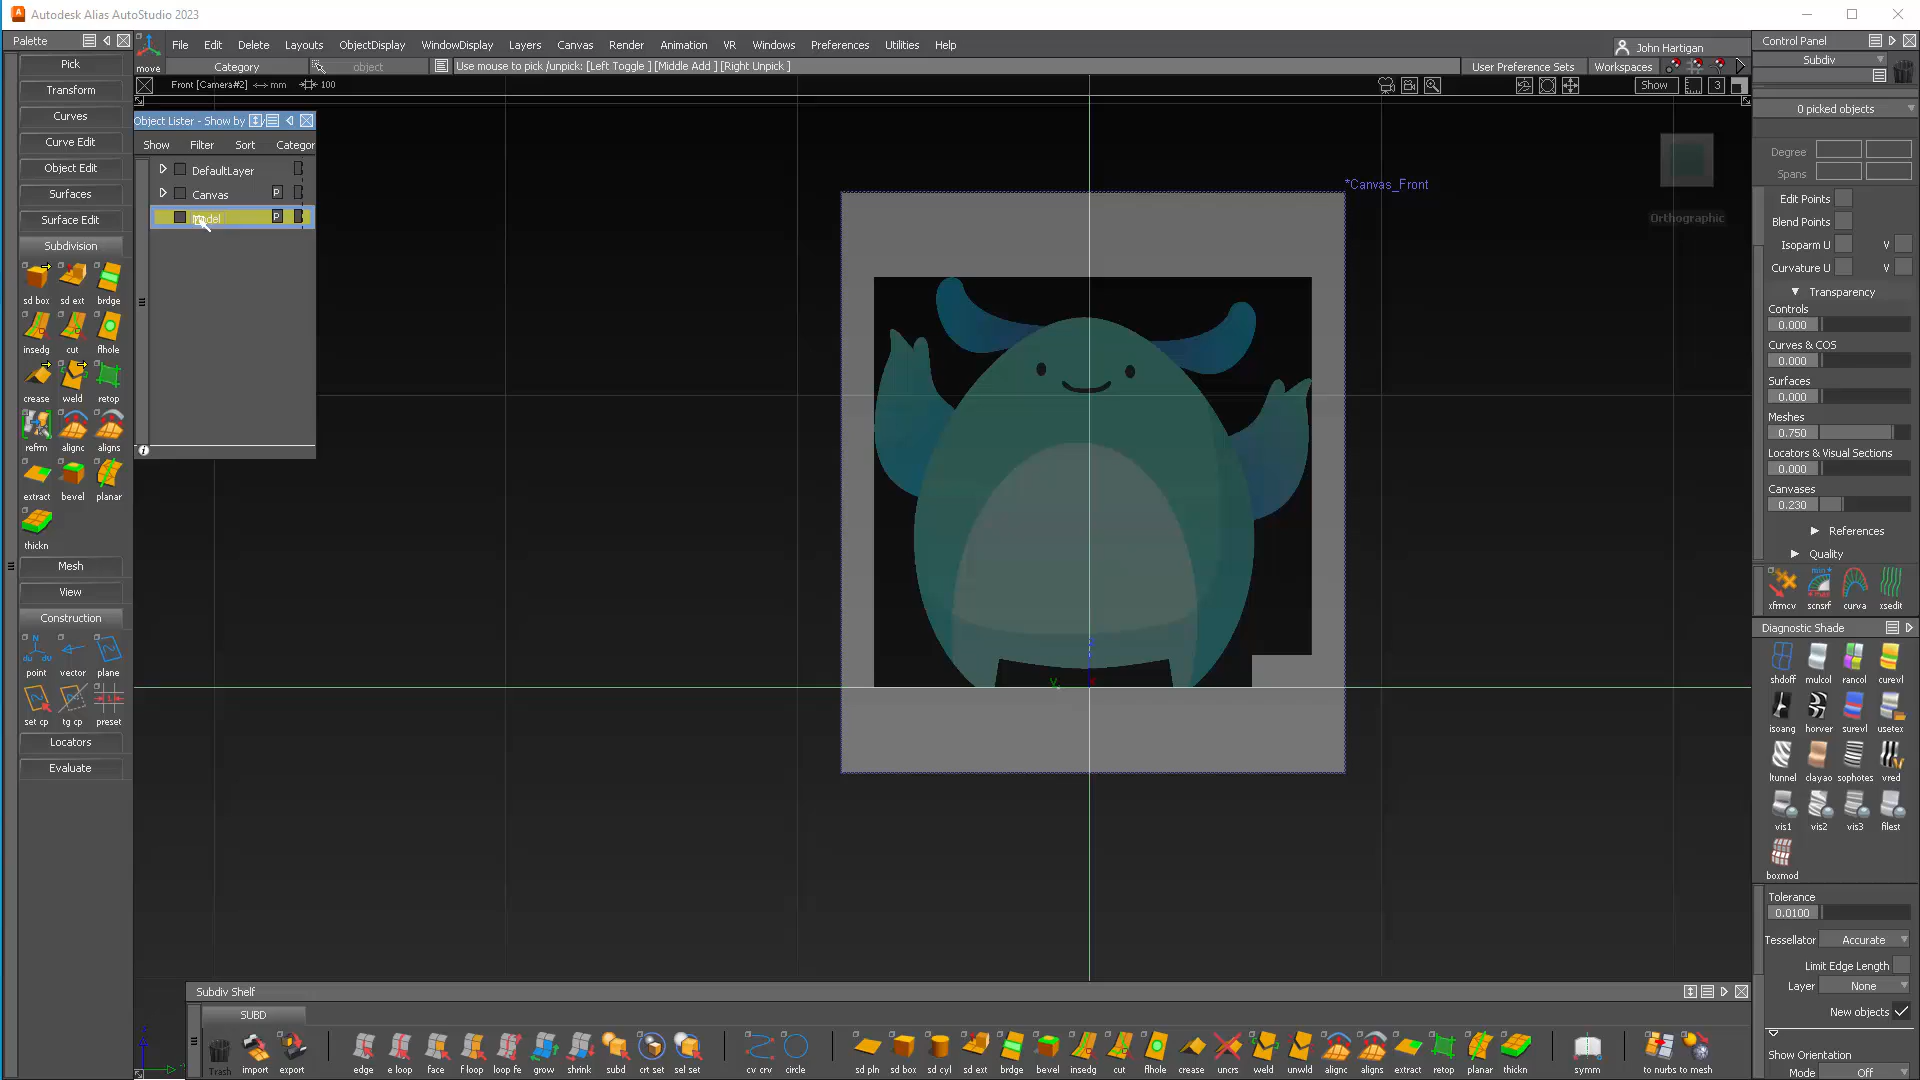 Autodesk Alias AutoStudio 2023
Palette
File Edit Delete Layouts ObjectDisplay WindowDisplay Layers Canvas Render Animation VR Windows Preferences Utilities Help
John Hartigan
Control Panel
move
Category
object
Use mouse to pick /unpick: [Left Toggle ] [Middle Add ] [Right Unpick ]
User Preference Sets
Workspaces
Subdiv
Front [Camera#2] <-> mm 100
Show
3
0 picked objects
Pick
Transform
Curves
Curve Edit
Object Edit
Surfaces
Surface Edit
Subdivision
sd box sd ext brdge
insedg cut flhole
crease weld retop
refrm alignc aligns
extract bevel planar
thickn
Mesh
View
Construction
point vector plane
set cp tg cp preset
Locators
Evaluate
Object Lister - Show by
Show Filter Sort Categor
DefaultLayer
Canvas P
P
*Canvas_Front
Orthographic
Degree
Spans
Edit Points
Blend Points
Isoparm U V
Curvature U V
Transparency
Controls
0.000
Curves & COS
0.000
Surfaces
0.000
Meshes
0.750
Locators & Visual Sections
0.000
Canvases
0.230
References
Quality
xfrmcv scnsrf curva xsedit
Diagnostic Shade
shdoff mulcol rancol curevl
isoang horver surevl usetex
ltunnel clayao sophotes vred
vis1 vis2 vis3 filest
boxmod
Tolerance
0.0100
Tessellator Accurate
Limit Edge Length
Layer None
New objects
Show Orientation
Mode Off
Subdiv Shelf
SUBD
Trash import export edge e loop face f loop loop fe grow shrink subd crt set sel set cv crv circle sd pln sd box sd cyl sd ext brdge bevel insedg cut flhole crease uncrs weld unwld alignc aligns extract retop planar thickn symm to nurbs to mesh